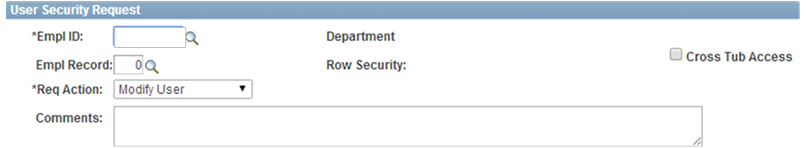 User Security Request
*Empl ID: Department
Empl Record: 0 Row Security: Cross Tub Access
*Req Action: Modify User
Comments: